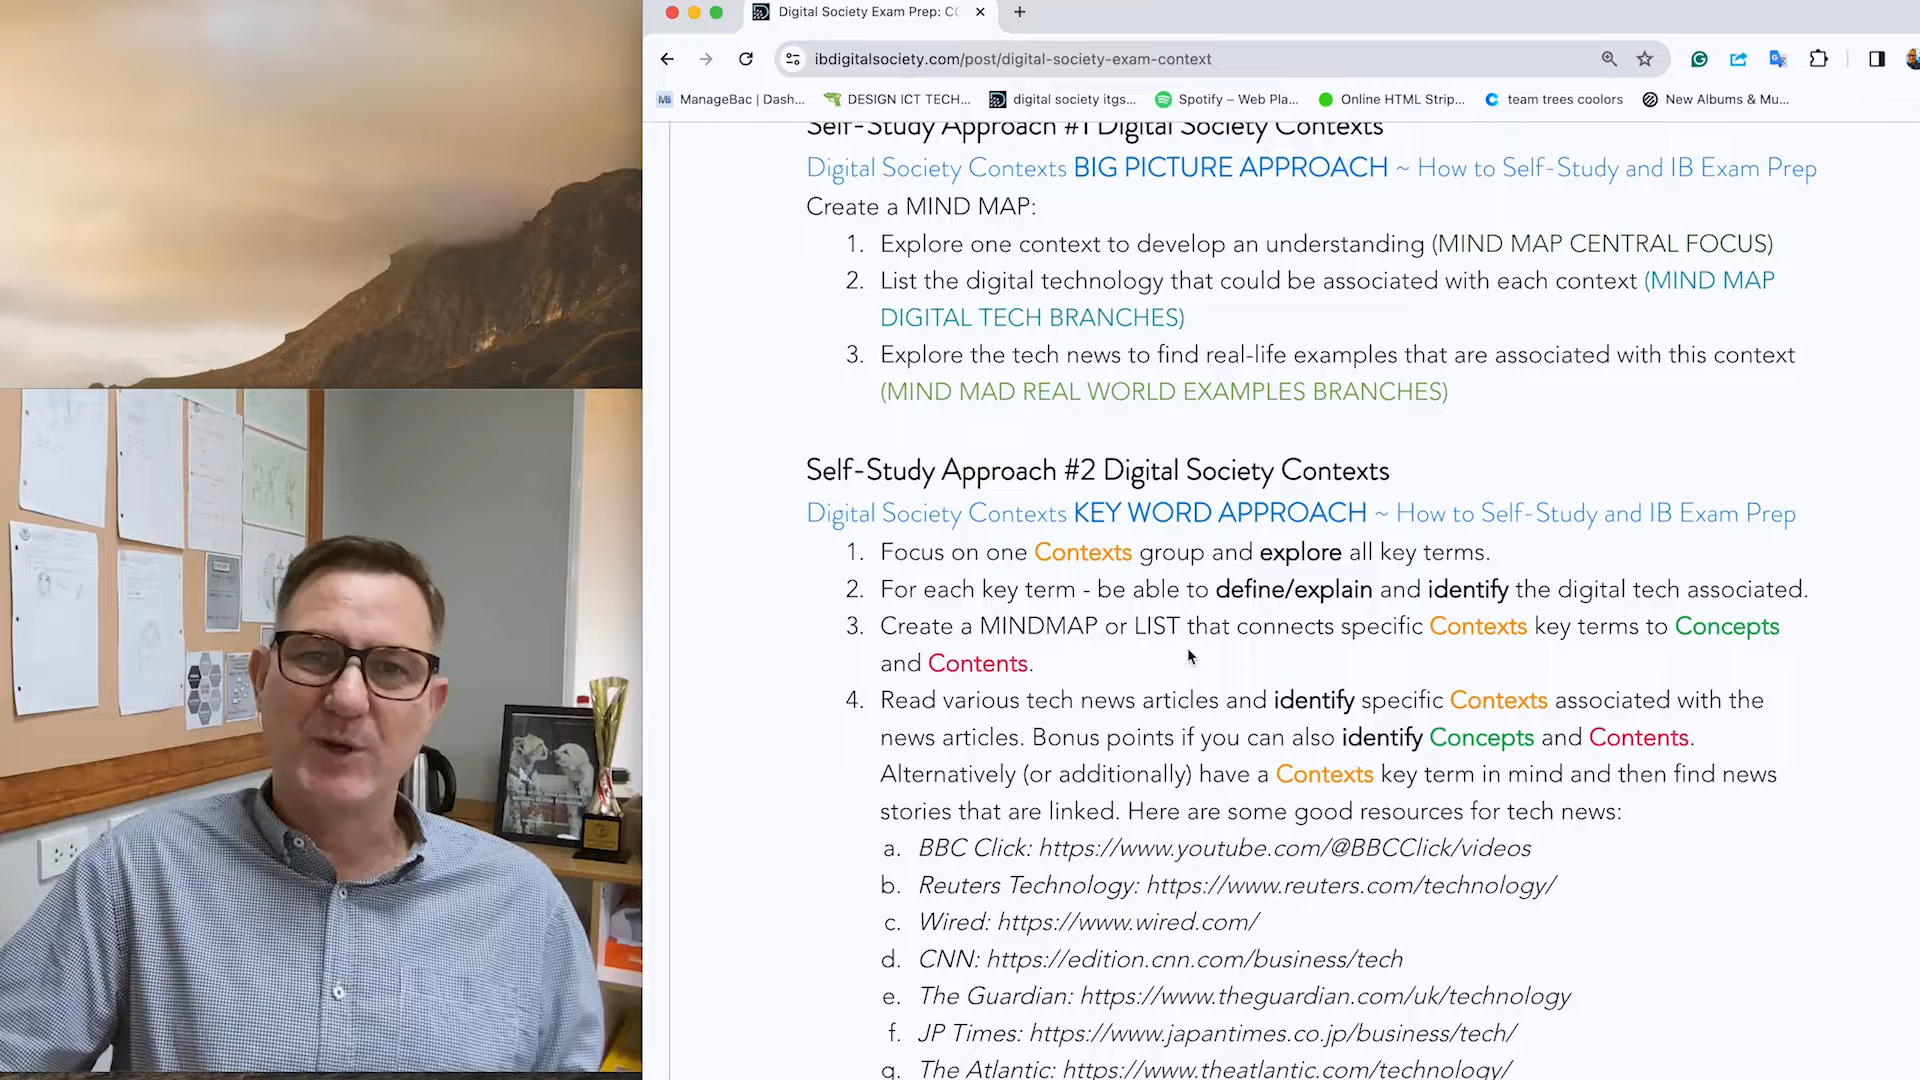 Digital Society Exam Prep: CO
ibdigitalsociety.com/post/digital-society-exam-context
ManageBac | Dash...
DESIGN ICT TECH...
digital society itgs...
Spotify – Web Pla...
Online HTML Strip...
team trees coolors
New Albums & Mu...
Self-Study Approach #1 Digital Society Contexts
Digital Society Contexts BIG PICTURE APPROACH ~ How to Self-Study and IB Exam Prep
Create a MIND MAP:
1. Explore one context to develop an understanding (MIND MAP CENTRAL FOCUS)
2. List the digital technology that could be associated with each context (MIND MAP
DIGITAL TECH BRANCHES)
3. Explore the tech news to find real-life examples that are associated with this context
(MIND MAD REAL WORLD EXAMPLES BRANCHES)
Self-Study Approach #2 Digital Society Contexts
Digital Society Contexts KEY WORD APPROACH ~ How to Self-Study and IB Exam Prep
1. Focus on one Contexts group and explore all key terms.
2. For each key term - be able to define/explain and identify the digital tech associated.
3. Create a MINDMAP or LIST that connects specific Contexts key terms to Concepts
and Contents.
4. Read various tech news articles and identify specific Contexts associated with the
news articles. Bonus points if you can also identify Concepts and Contents.
Alternatively (or additionally) have a Contexts key term in mind and then find news
stories that are linked. Here are some good resources for tech news:
a. BBC Click: https://www.youtube.com/@BBCClick/videos
b. Reuters Technology: https://www.reuters.com/technology/
c. Wired: https://www.wired.com/
d. CNN: https://edition.cnn.com/business/tech
e. The Guardian: https://www.theguardian.com/uk/technology
f. JP Times: https://www.japantimes.co.jp/business/tech/
g. The Atlantic: https://www.theatlantic.com/technology/